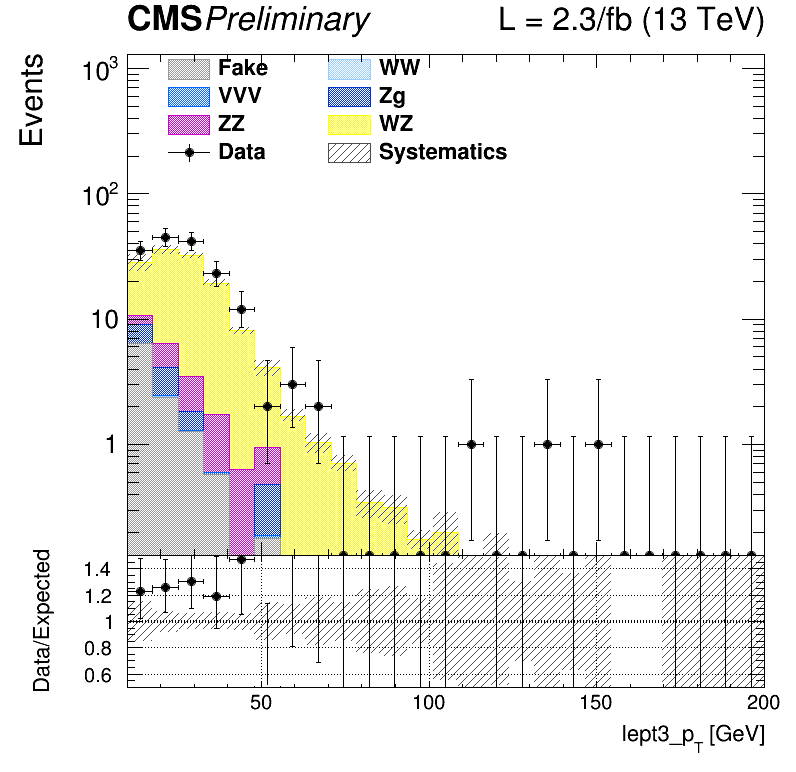 CMS Preliminary L = 2.3/fb (13 TeV)
Events
10³
10²
10
1
Fake WW
VVV Zg
ZZ WZ
Data Systematics
Data/Expected
1.4
1.2
1
0.8
0.6
50 100 150 200
lept3_p_T [GeV]